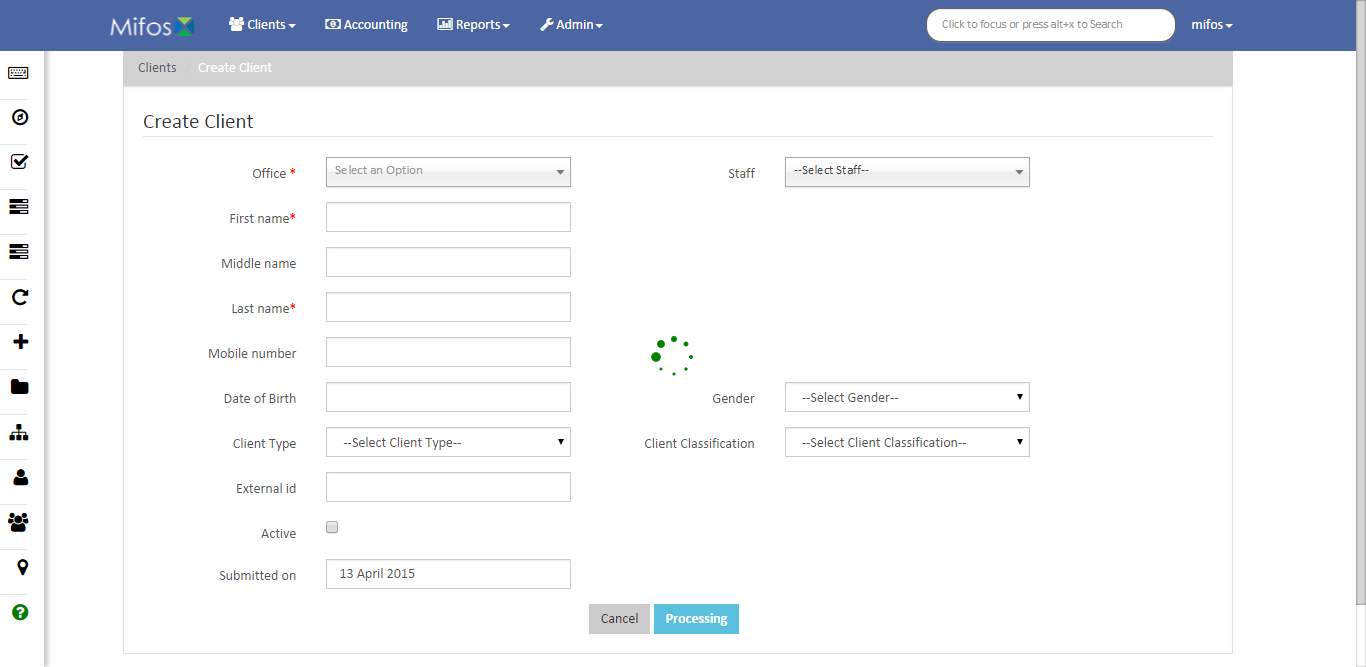 Mifos Clients Accounting Reports Admin Click to focus or press alt+x to Search mifos
Clients / Create Client
Create Client
Office * Select an Option Staff --Select Staff--
First name*
Middle name
Last name*
Mobile number
Date of Birth Gender --Select Gender--
Client Type --Select Client Type-- Client Classification --Select Client Classification--
External id
Active
Submitted on 13 April 2015
Cancel Processing